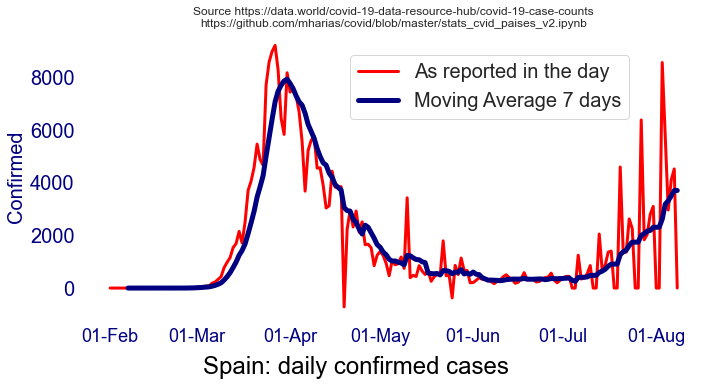 Source https://data.world/covid-19-data-resource-hub/covid-19-case-counts
https://github.com/mharias/covid/blob/master/stats_cvid_paises_v2.ipynb
As reported in the day
Moving Average 7 days
Confirmed
8000
6000
4000
2000
0
01-Feb 01-Mar 01-Apr 01-May 01-Jun 01-Jul 01-Aug
Spain: daily confirmed cases